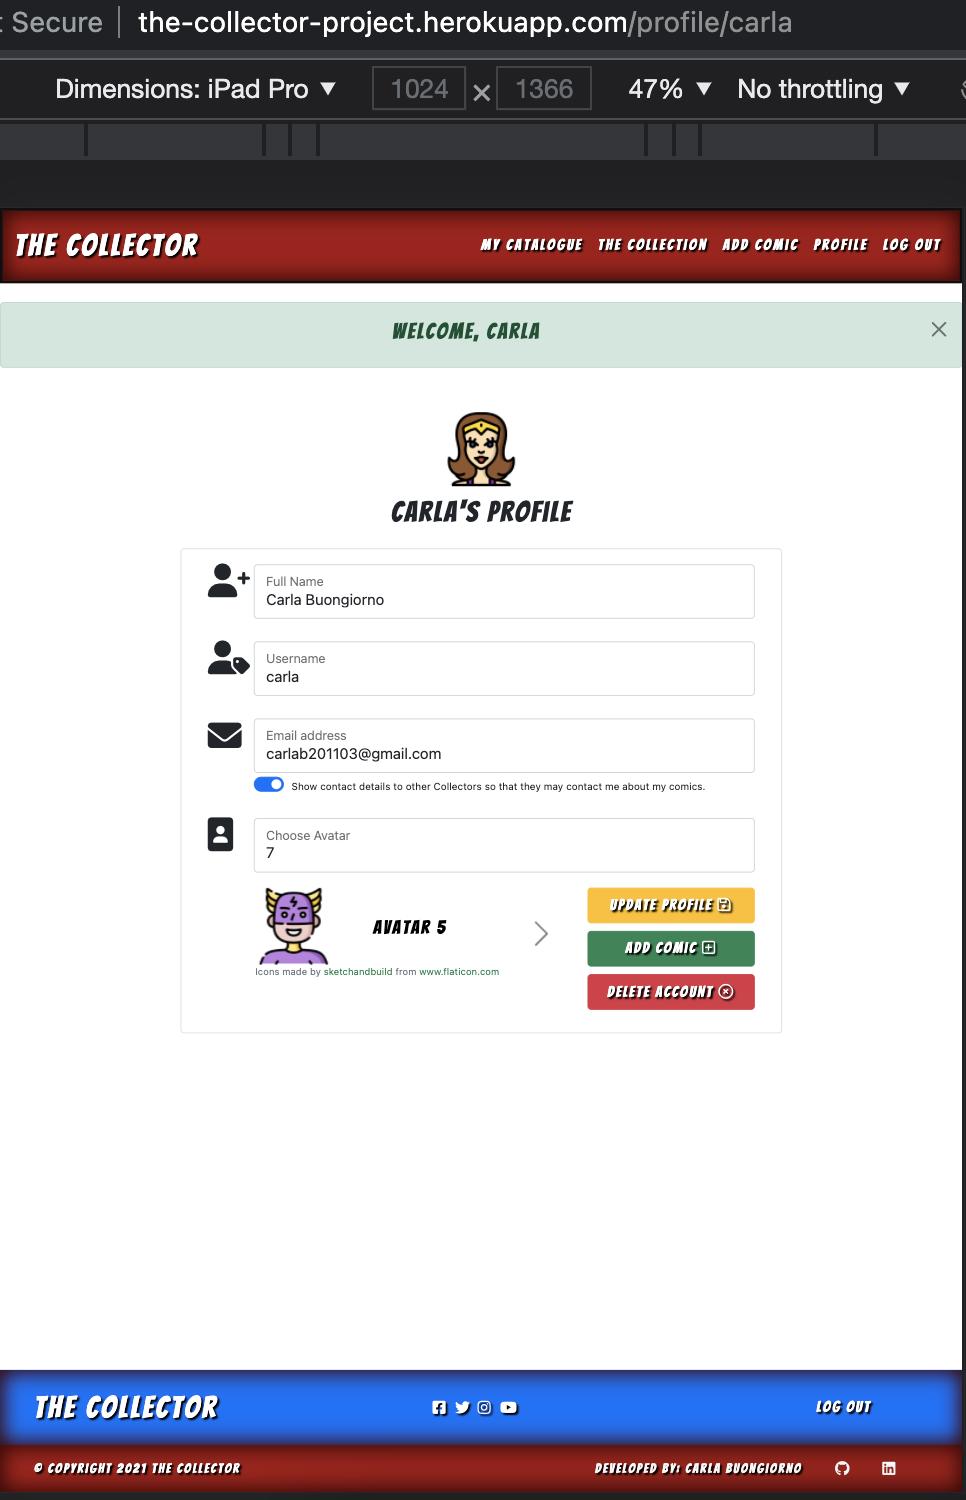 Secure the-collector-project.herokuapp.com/profile/carla
Dimensions: iPad Pro ▼ 1024 × 1366 47% ▼ No throttling ▼
THE COLLECTOR MY CATALOGUE THE COLLECTION ADD COMIC PROFILE LOG OUT
WELCOME, CARLA
CARLA'S PROFILE
Full Name
Carla Buongiorno
Username
carla
Email address
carlab201103@gmail.com
Show contact details to other Collectors so that they may contact me about my comics.
Choose Avatar
7
AVATAR 5
Icons made by sketchandbuild from www.flaticon.com
UPDATE PROFILE
ADD COMIC
DELETE ACCOUNT
THE COLLECTOR LOG OUT
© COPYRIGHT 2021 THE COLLECTOR DEVELOPED BY: CARLA BUONGIORNO